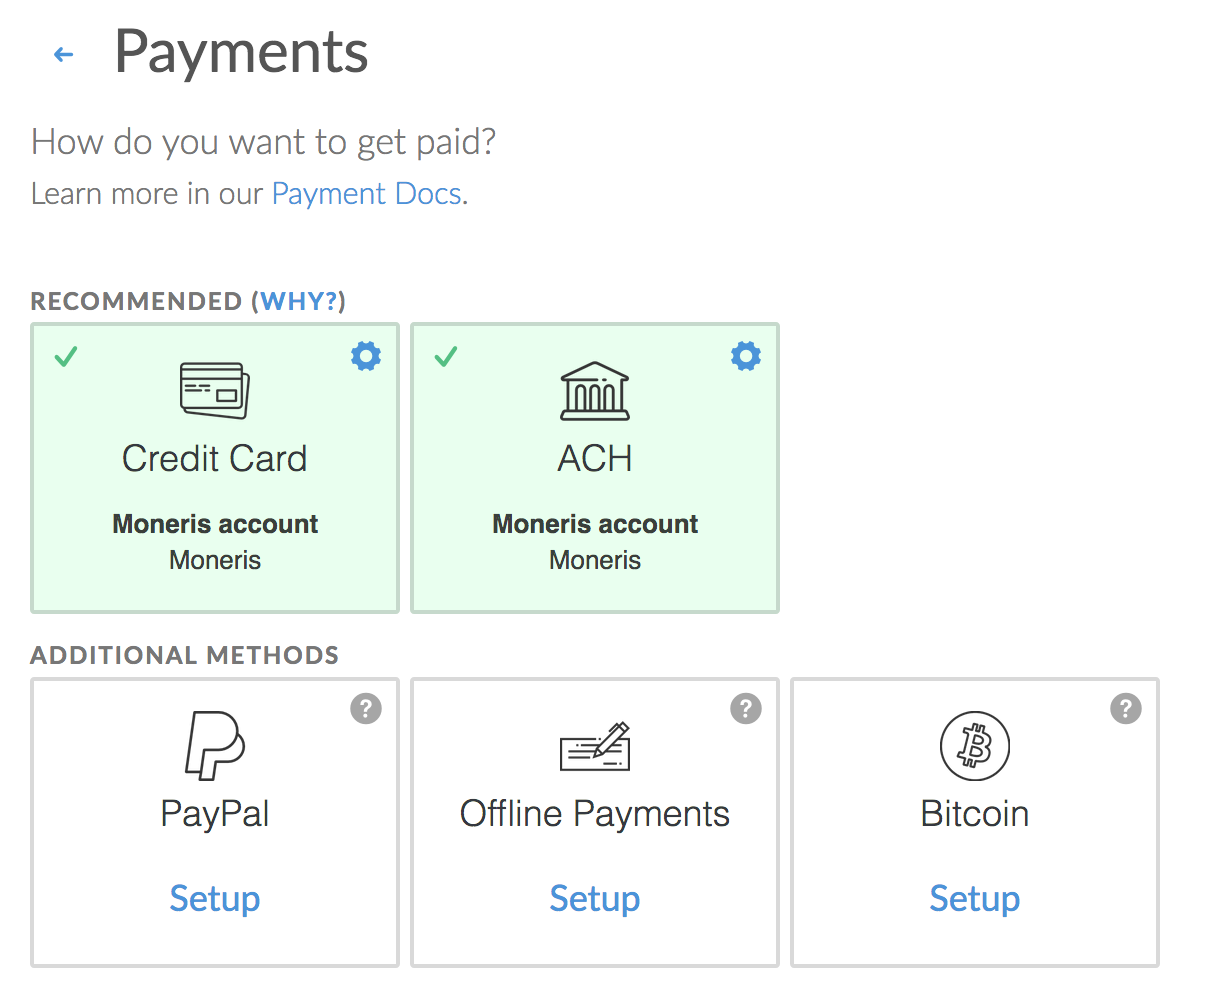 Payments
How do you want to get paid?
Learn more in our Payment Docs.
RECOMMENDED (WHY?)
Credit Card
Moneris account
Moneris
ACH
Moneris account
Moneris
ADDITIONAL METHODS
?
PayPal
Setup
?
Offline Payments
Setup
?
Bitcoin
Setup